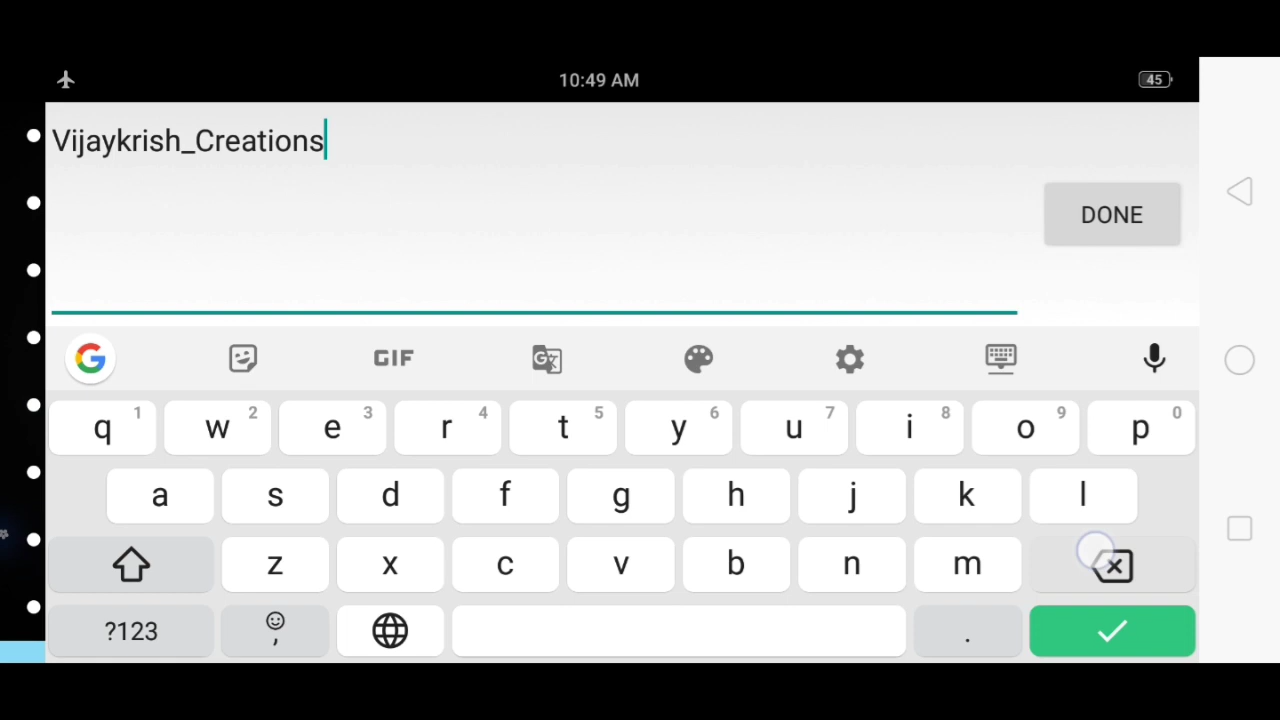 10:49 AM
45
Vijaykrish_Creations
DONE
G GIF G
q 1 w 2 e 3 r 4 t 5 y 6 u 7 i 8 o 9 p 0
a s d f g h j k l
z x c v b n m
?123 , .